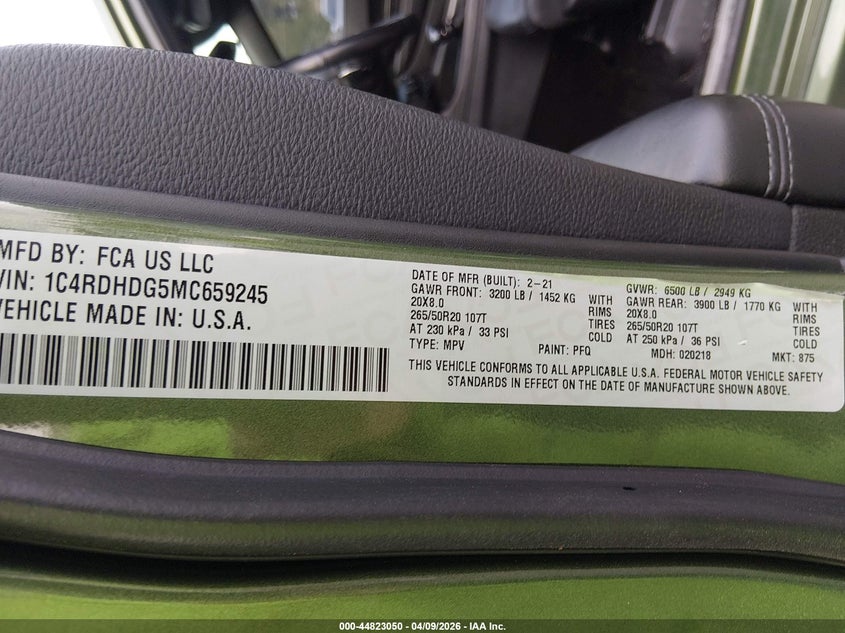 MFD BY: FCA US LLC
VIN: 1C4RDHDG5MC659245
VEHICLE MADE IN: U.S.A.
DATE OF MFR (BUILT): 2-21
GAWR FRONT: 3200 LB / 1452 KG WITH
20X8.0 RIMS
265/50R20 107T TIRES
AT 230 kPa / 33 PSI COLD
TYPE: MPV PAINT: PFQ
GVWR: 6500 LB / 2949 KG
GAWR REAR: 3900 LB / 1770 KG WITH
20X8.0 RIMS
265/50R20 107T TIRES
AT 250 kPa / 36 PSI COLD
MDH: 020218 MKT: 875
THIS VEHICLE CONFORMS TO ALL APPLICABLE U.S.A. FEDERAL MOTOR VEHICLE SAFETY
STANDARDS IN EFFECT ON THE DATE OF MANUFACTURE SHOWN ABOVE.
000-44823050 - 04/09/2026 - IAA Inc.